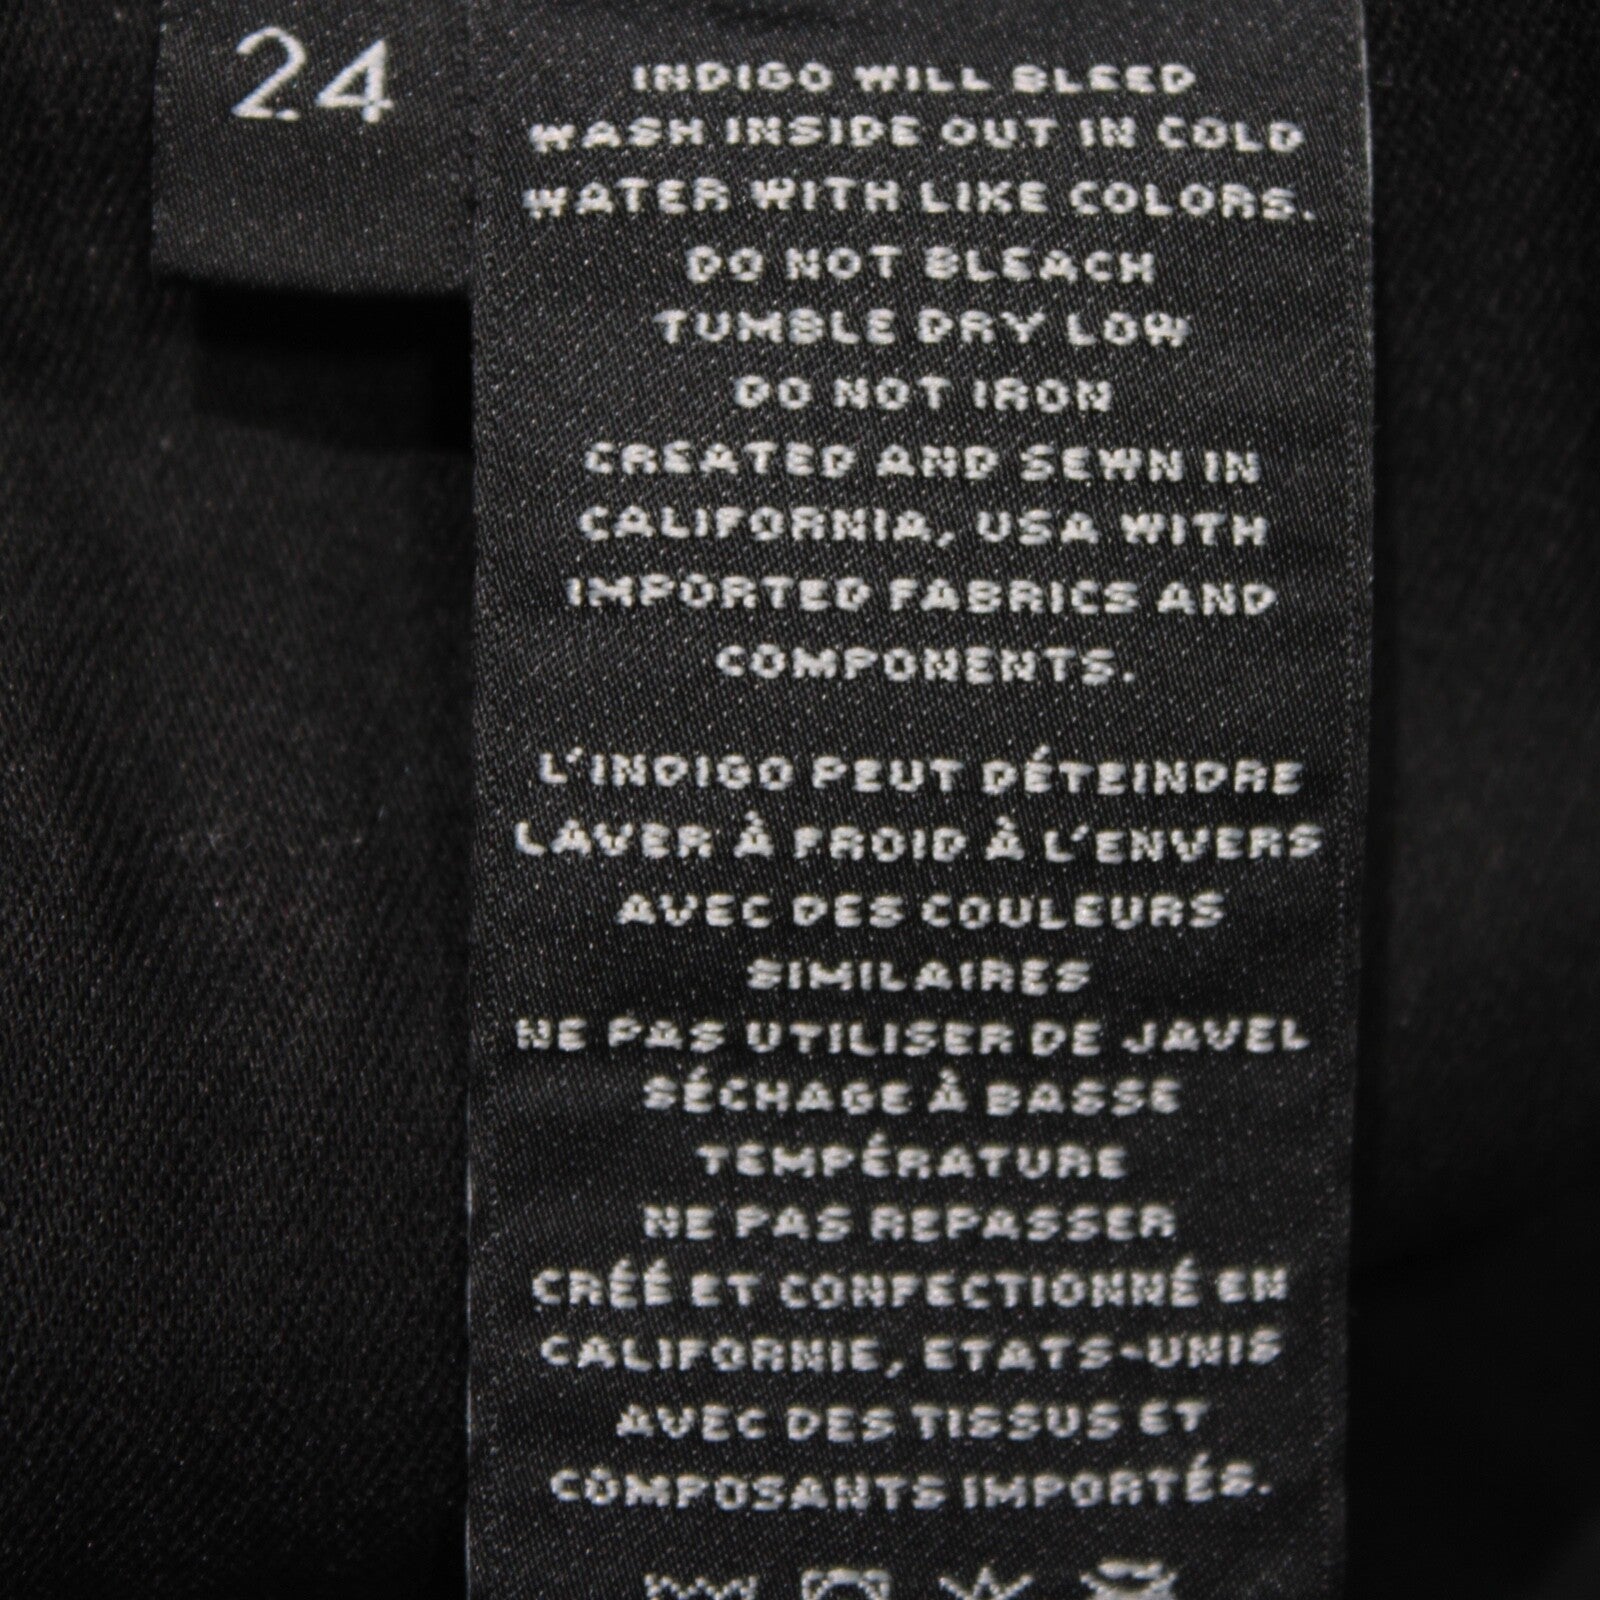 24
INDIGO WILL BLEED
WASH INSIDE OUT IN COLD
WATER WITH LIKE COLORS.
DO NOT BLEACH
TUMBLE DRY LOW
DO NOT IRON
CREATED AND SEWN IN
CALIFORNIA, USA WITH
IMPORTED FABRICS AND
COMPONENTS.
L'INDIGO PEUT DÉTEINDRE
LAVER À FROID À L'ENVERS
AVEC DES COULEURS
SIMILAIRES
NE PAS UTILISER DE JAVEL
SÉCHAGE À BASSE
TEMPÉRATURE
NE PAS REPASSER
CRÉÉ ET CONFECTIONNÉ EN
CALIFORNIE, ETATS-UNIS
AVEC DES TISSUS ET
COMPOSANTS IMPORTÉS.